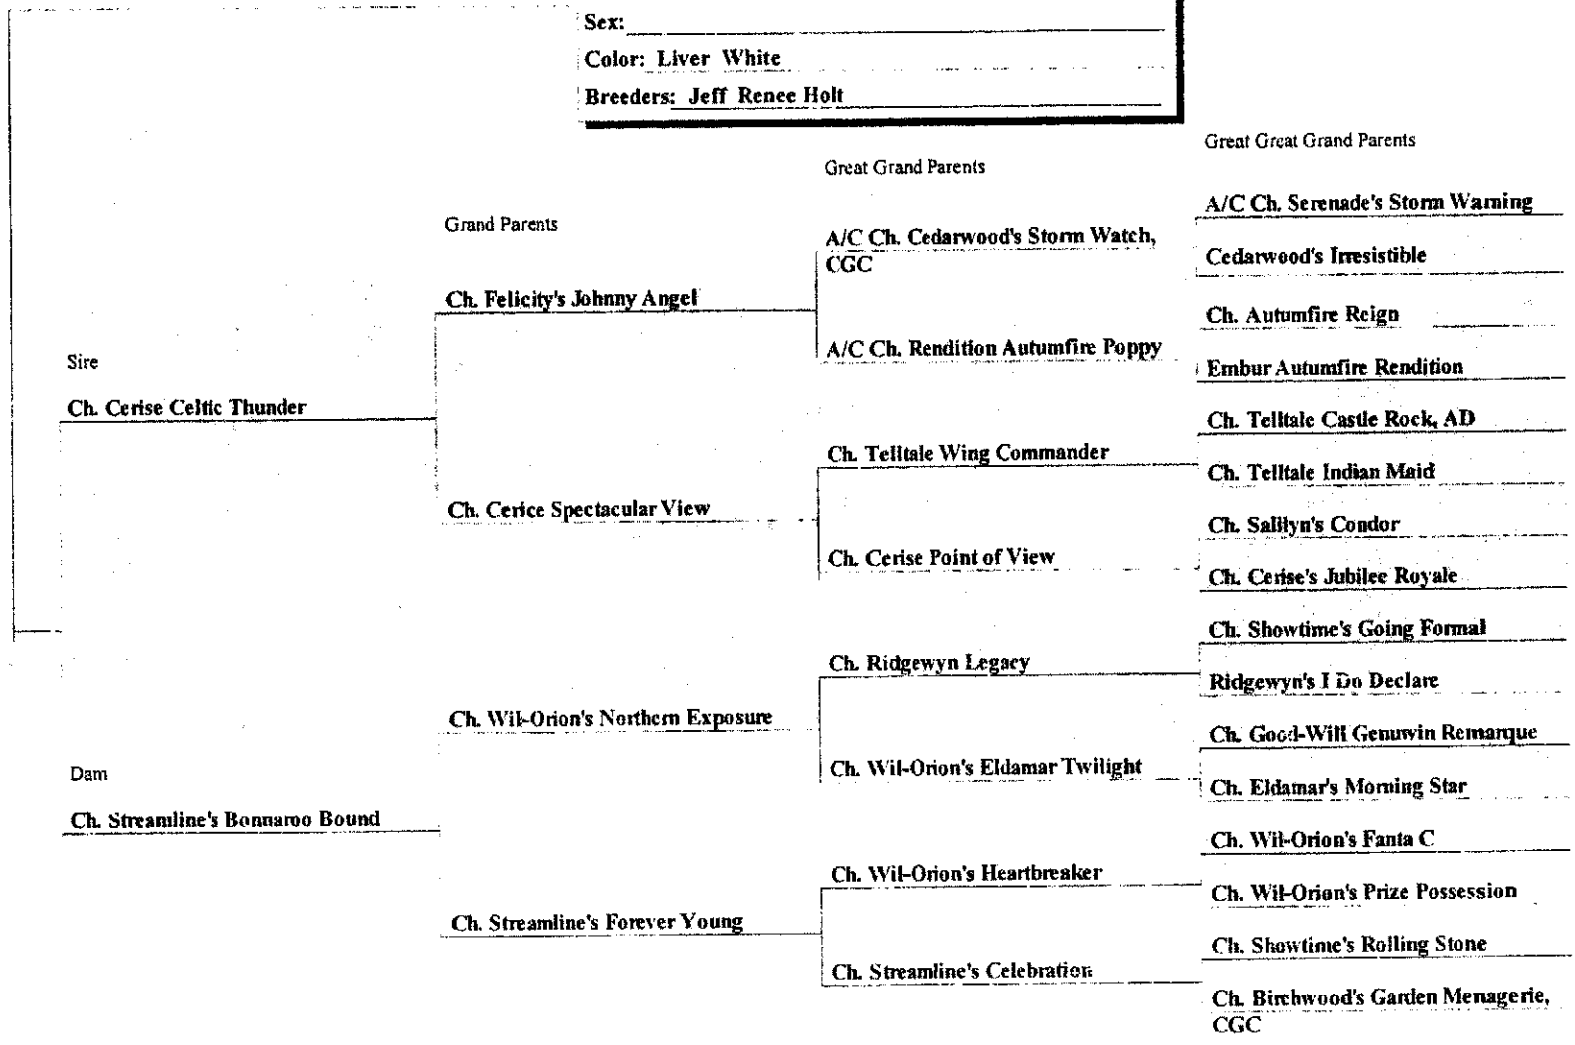 Sex:
Color: Liver White
Breeders: Jeff Renee Holt
Great Great Grand Parents
Great Grand Parents
A/C Ch. Serenade's Storm Warning
Grand Parents
A/C Ch. Cedarwood's Storm Watch,
CGC
Cedarwood's Irresistible
Ch. Felicity's Johnny Angel
Ch. Autumfire Reign
A/C Ch. Rendition Autumfire Poppy
Sire
Embur Autumfire Rendition
Ch. Cerise Celtic Thunder
Ch. Telltale Castle Rock, AD
Ch. Telltale Wing Commander
Ch. Telltale Indian Maid
Ch. Cerice Spectacular View
Ch. Salilyn's Condor
Ch. Cerise Point of View
Ch. Cerise's Jubilee Royale
Ch. Showtime's Going Formal
Ch. Ridgewyn Legacy
Ridgewyn's I Do Declare
Ch. Wil-Orion's Northern Exposure
Ch. Good-Will Genuwin Remarque
Ch. Wil-Orion's Eldamar Twilight
Dam
Ch. Eldamar's Morning Star
Ch. Streamline's Bonnaroo Bound
Ch. Wil-Orion's Fanta C
Ch. Wil-Orion's Heartbreaker
Ch. Wil-Orion's Prize Possession
Ch. Streamline's Forever Young
Ch. Showtime's Rolling Stone
Ch. Streamline's Celebration
Ch. Birchwood's Garden Menagerie,
CGC